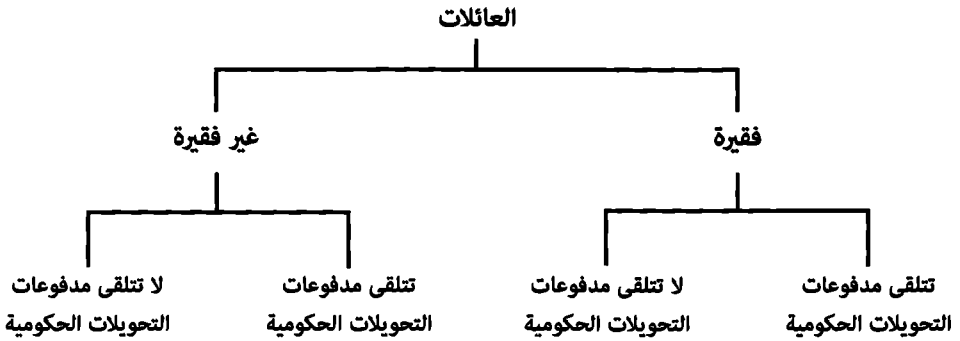 العائلات
فقيرة
غير فقيرة
تتلقى مدفوعات
التحويلات الحكومية
لا تتلقى مدفوعات
التحويلات الحكومية
تتلقى مدفوعات
التحويلات الحكومية
لا تتلقى مدفوعات
التحويلات الحكومية